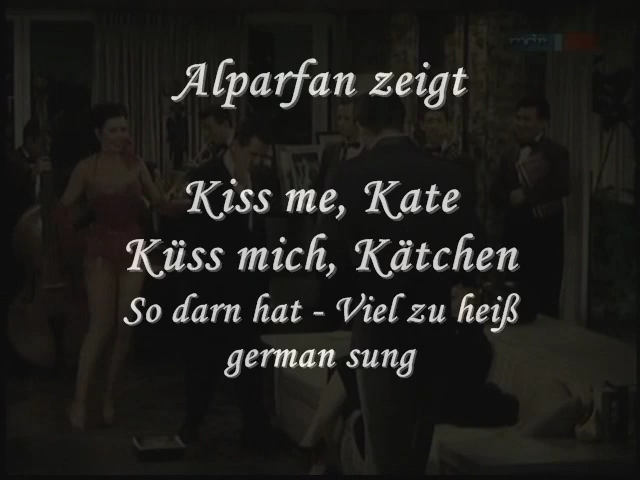 Alparfan zeigt
Kiss me, Kate
Küss mich, Kätchen
So darn hat - Viel zu heiß
german sung